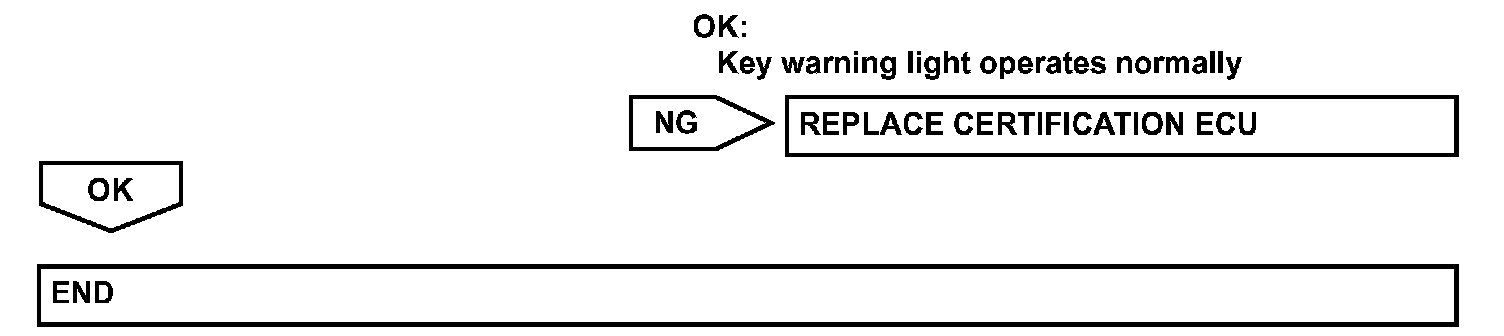 OK:
Key warning light operates normally
NG
REPLACE CERTIFICATION ECU
OK
END